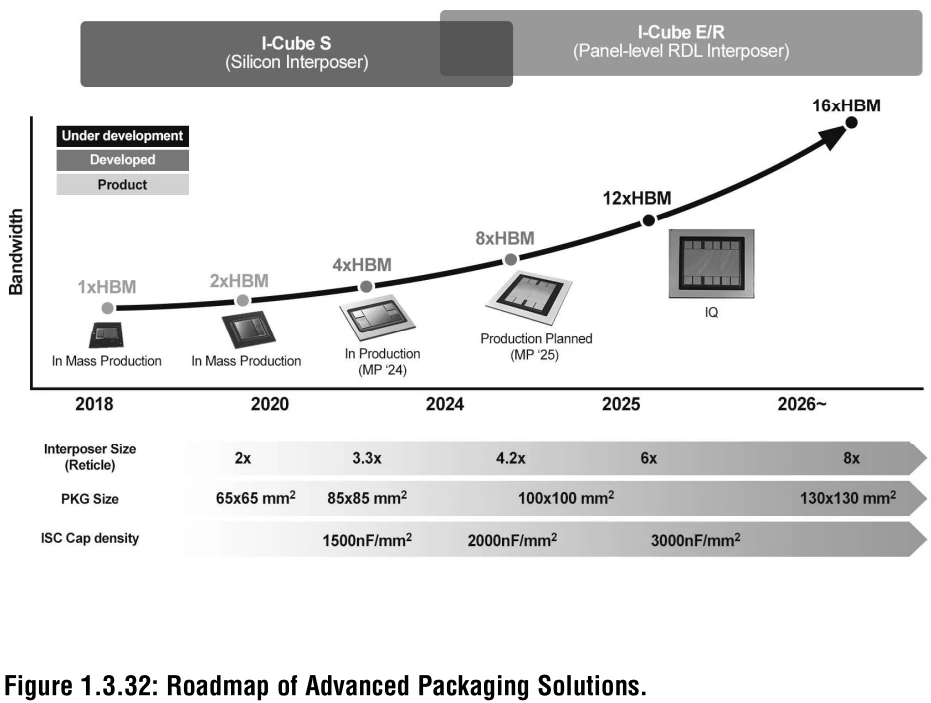 I-Cube S
(Silicon Interposer)
I-Cube E/R
(Panel-level RDL Interposer)
Under development
Developed
Product
Bandwidth
1xHBM
2xHBM
4xHBM
8xHBM
12xHBM
16xHBM
In Mass Production
In Mass Production
In Production
(MP ‘24)
Production Planned
(MP ‘25)
IQ
2018 2020 2024 2025 2026~
Interposer Size
(Reticle)
2x 3.3x 4.2x 6x 8x
PKG Size 65x65 mm² 85x85 mm² 100x100 mm² 130x130 mm²
ISC Cap density 1500nF/mm² 2000nF/mm² 3000nF/mm²
Figure 1.3.32: Roadmap of Advanced Packaging Solutions.